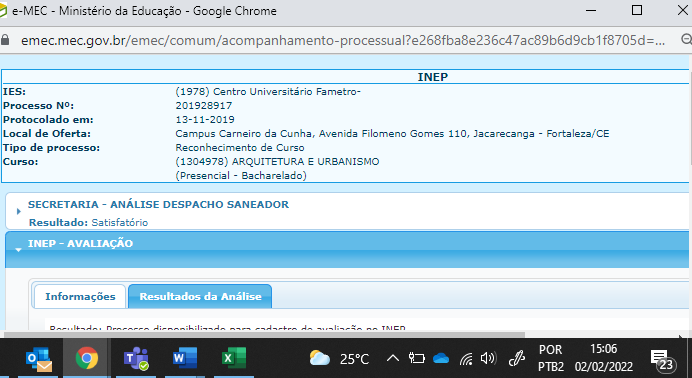 e-MEC - Ministério da Educação - Google Chrome
emec.mec.gov.br/emec/comum/acompanhamento-processual?e268fba8e236c47ac89b6d9cb1f8705d=...
INEP
IES: (1978) Centro Universitário Fametro-
Processo Nº: 201928917
Protocolado em: 13-11-2019
Local de Oferta: Campus Carneiro da Cunha, Avenida Filomeno Gomes 110, Jacarecanga - Fortaleza/CE
Tipo de processo: Reconhecimento de Curso
Curso: (1304978) ARQUITETURA E URBANISMO
(Presencial - Bacharelado)
SECRETARIA - ANÁLISE DESPACHO SANEADOR
Resultado: Satisfatório
INEP - AVALIAÇÃO
Informações Resultados da Análise
Resultado: Processo disponibilizado para cadastro de avaliação no INEP
25°C POR 15:06
PTB2 02/02/2022 23